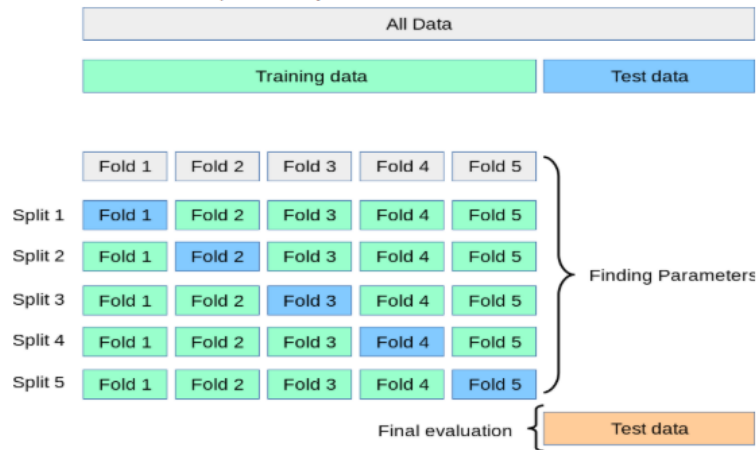 All Data
Training data Test data
Fold 1 Fold 2 Fold 3 Fold 4 Fold 5
Split 1 Fold 1 Fold 2 Fold 3 Fold 4 Fold 5
Split 2 Fold 1 Fold 2 Fold 3 Fold 4 Fold 5
Finding Parameters
Split 3 Fold 1 Fold 2 Fold 3 Fold 4 Fold 5
Split 4 Fold 1 Fold 2 Fold 3 Fold 4 Fold 5
Split 5 Fold 1 Fold 2 Fold 3 Fold 4 Fold 5
Final evaluation Test data